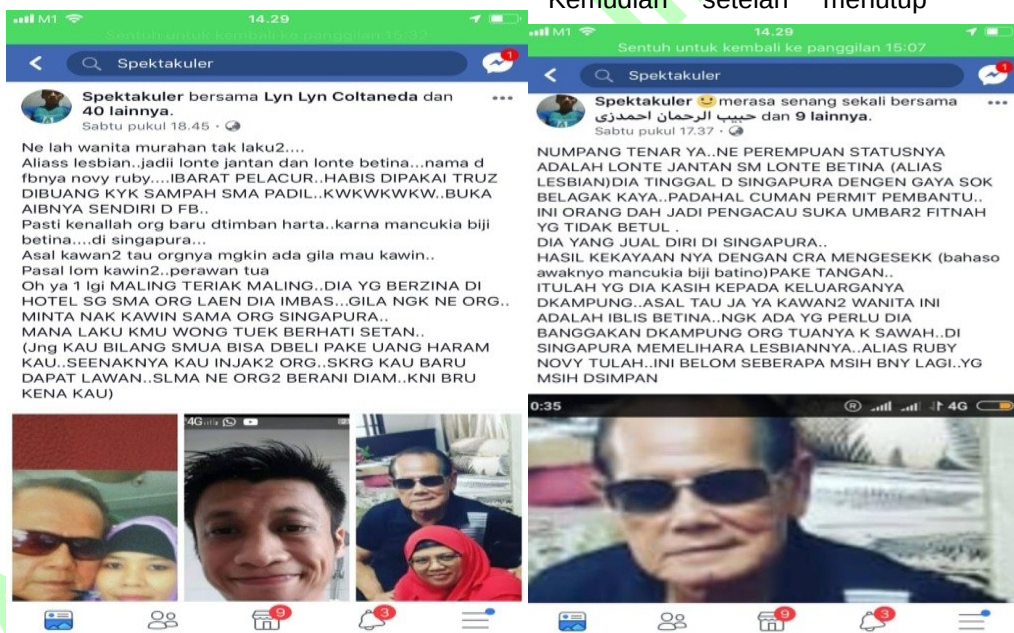 Kemudian setelah menutup
M1 14.29
Sentuh untuk kembali ke panggilan 15:32
Spektakuler
1
Spektakuler bersama Lyn Lyn Coltaneda dan
40 lainnya.
Sabtu pukul 18.45
Ne lah wanita murahan tak laku2....
Aliass lesbian..jadii lonte jantan dan lonte betina...nama d
fbnya novy ruby....IBARAT PELACUR..HABIS DIPAKAI TRUZ
DIBUANG KYK SAMPAH SMA PADIL..KWKWKWKW..BUKA
AIBNYA SENDIRI D FB..
Pasti kenallah org baru dtimban harta..karna mancukia biji
betina....di singapura...
Asal kawan2 tau orgnya mgkin ada gila mau kawin..
Pasal lom kawin2..perawan tua
Oh ya 1 lgi MALING TERIAK MALING..DIA YG BERZINA DI
HOTEL SG SMA ORG LAEN DIA IMBAS...GILA NGK NE ORG..
MINTA NAK KAWIN SAMA ORG SINGAPURA..
MANA LAKU KMU WONG TUEK BERHATI SETAN..
(Jng KAU BILANG SMUA BISA DBELI PAKE UANG HARAM
KAU..SEENAKNYA KAU INJAK2 ORG..SKRG KAU BARU
DAPAT LAWAN..SLMA NE ORG2 BERANI DIAM..KNI BRU
KENA KAU)
4G
9
3
M1 14.29
Sentuh untuk kembali ke panggilan 15:07
Spektakuler
1
Spektakuler merasa senang sekali bersama
حبيب الرحمان احمدزی dan 9 lainnya.
Sabtu pukul 17.37
NUMPANG TENAR YA..NE PEREMPUAN STATUSNYA
ADALAH LONTE JANTAN SM LONTE BETINA (ALIAS
LESBIAN)DIA TINGGAL D SINGAPURA DENGEN GAYA SOK
BELAGAK KAYA..PADAHAL CUMAN PERMIT PEMBANTU..
INI ORANG DAH JADI PENGACAU SUKA UMBAR2 FITNAH
YG TIDAK BETUL .
DIA YANG JUAL DIRI DI SINGAPURA..
HASIL KEKAYAAN NYA DENGAN CRA MENGESEKK (bahaso
awaknyo mancukia biji batino)PAKE TANGAN..
ITULAH YG DIA KASIH KEPADA KELUARGANYA
DKAMPUNG..ASAL TAU JA YA KAWAN2 WANITA INI
ADALAH IBLIS BETINA..NGK ADA YG PERLU DIA
BANGGAKAN DKAMPUNG ORG TUANYA K SAWAH..DI
SINGAPURA MEMELIHARA LESBIANNYA..ALIAS RUBY
NOVY TULAH..INI BELOM SEBERAPA MSIH BNY LAGI..YG
MSIH DSIMPAN
0:35 4G
9
3